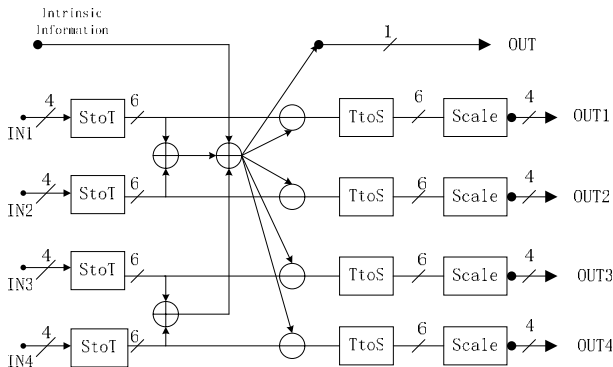 Intrinsic
Information
1
OUT
4
StoT
6
TtoS
6
Scale
4
IN1
OUT1
4
StoT
6
TtoS
6
Scale
4
IN2
OUT2
4
StoT
6
TtoS
6
Scale
4
IN3
OUT3
4
StoT
6
TtoS
6
Scale
4
IN4
OUT4